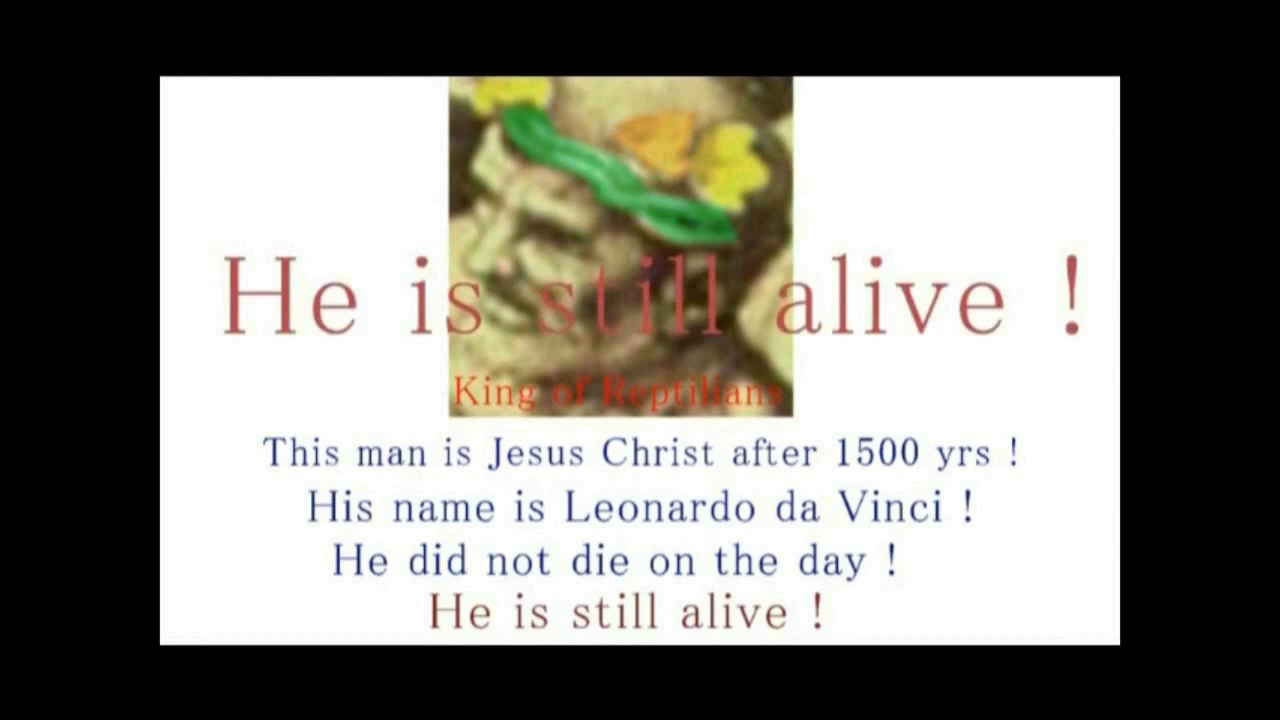 He is still alive !
King of Reptilians
This man is Jesus Christ after 1500 yrs !
His name is Leonardo da Vinci !
He did not die on the day !
He is still alive !